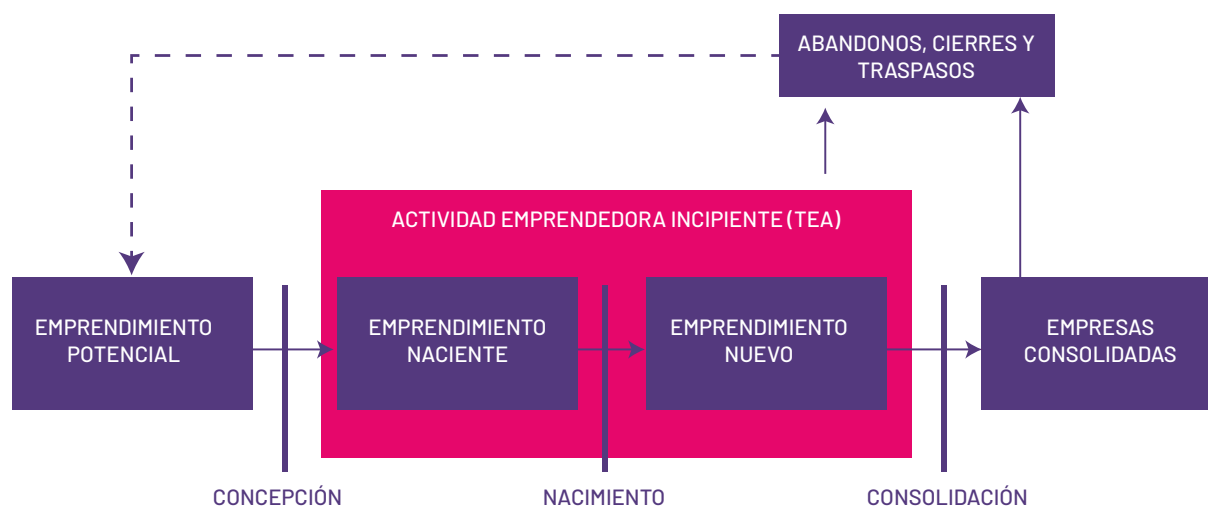 ABANDONOS, CIERRES Y
TRASPASOS
ACTIVIDAD EMPRENDEDORA INCIPIENTE (TEA)
EMPRENDIMIENTO
POTENCIAL
EMPRENDIMIENTO
NACIENTE
EMPRENDIMIENTO
NUEVO
EMPRESAS
CONSOLIDADAS
CONCEPCIÓN
NACIMIENTO
CONSOLIDACIÓN